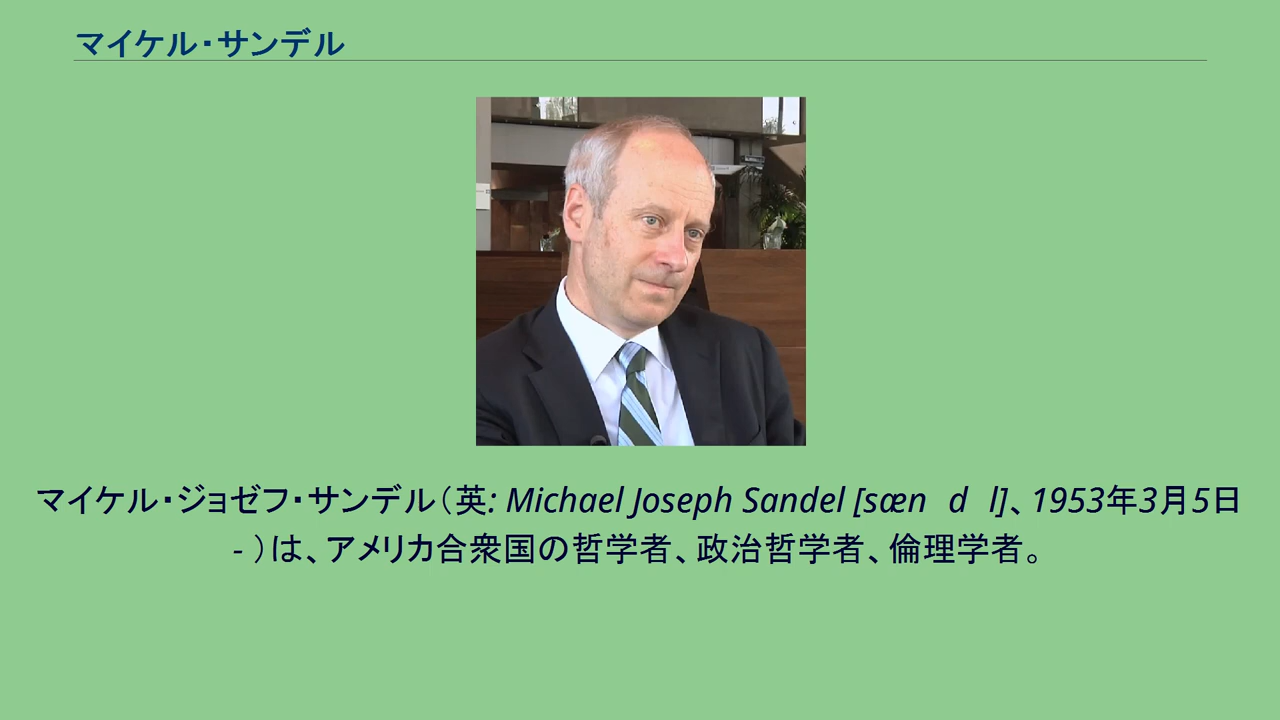 マイケル・サンデル
マイケル・ジョゼフ・サンデル（英: Michael Joseph Sandel [sæn d l]、1953年3月5日
- ）は、アメリカ合衆国の哲学者、政治哲学者、倫理学者。